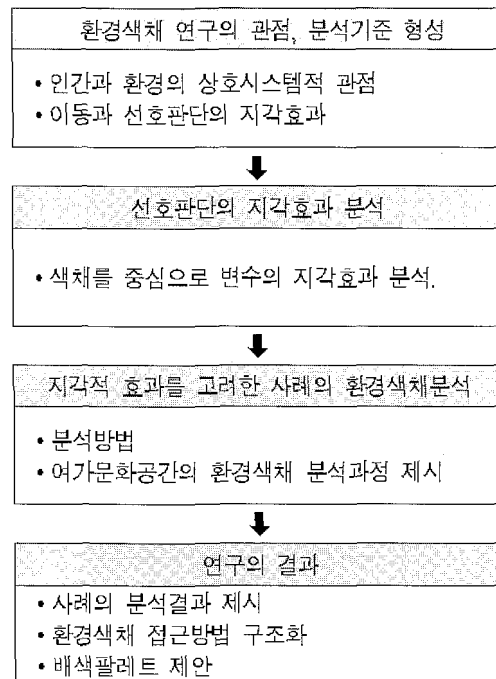 환경색채 연구의 관점, 분석기준 형성
• 인간과 환경의 상호시스템적 관점
• 이동과 선호판단의 지각효과
선호판단의 지각효과 분석
• 색채를 중심으로 변수의 지각효과 분석.
지각적 효과를 고려한 사례의 환경색채분석
• 분석방법
• 여가문화공간의 환경색채 분석과정 제시
연구의 결과
• 사례의 분석결과 제시
• 환경색채 접근방법 구조화
• 배색팔레트 제안